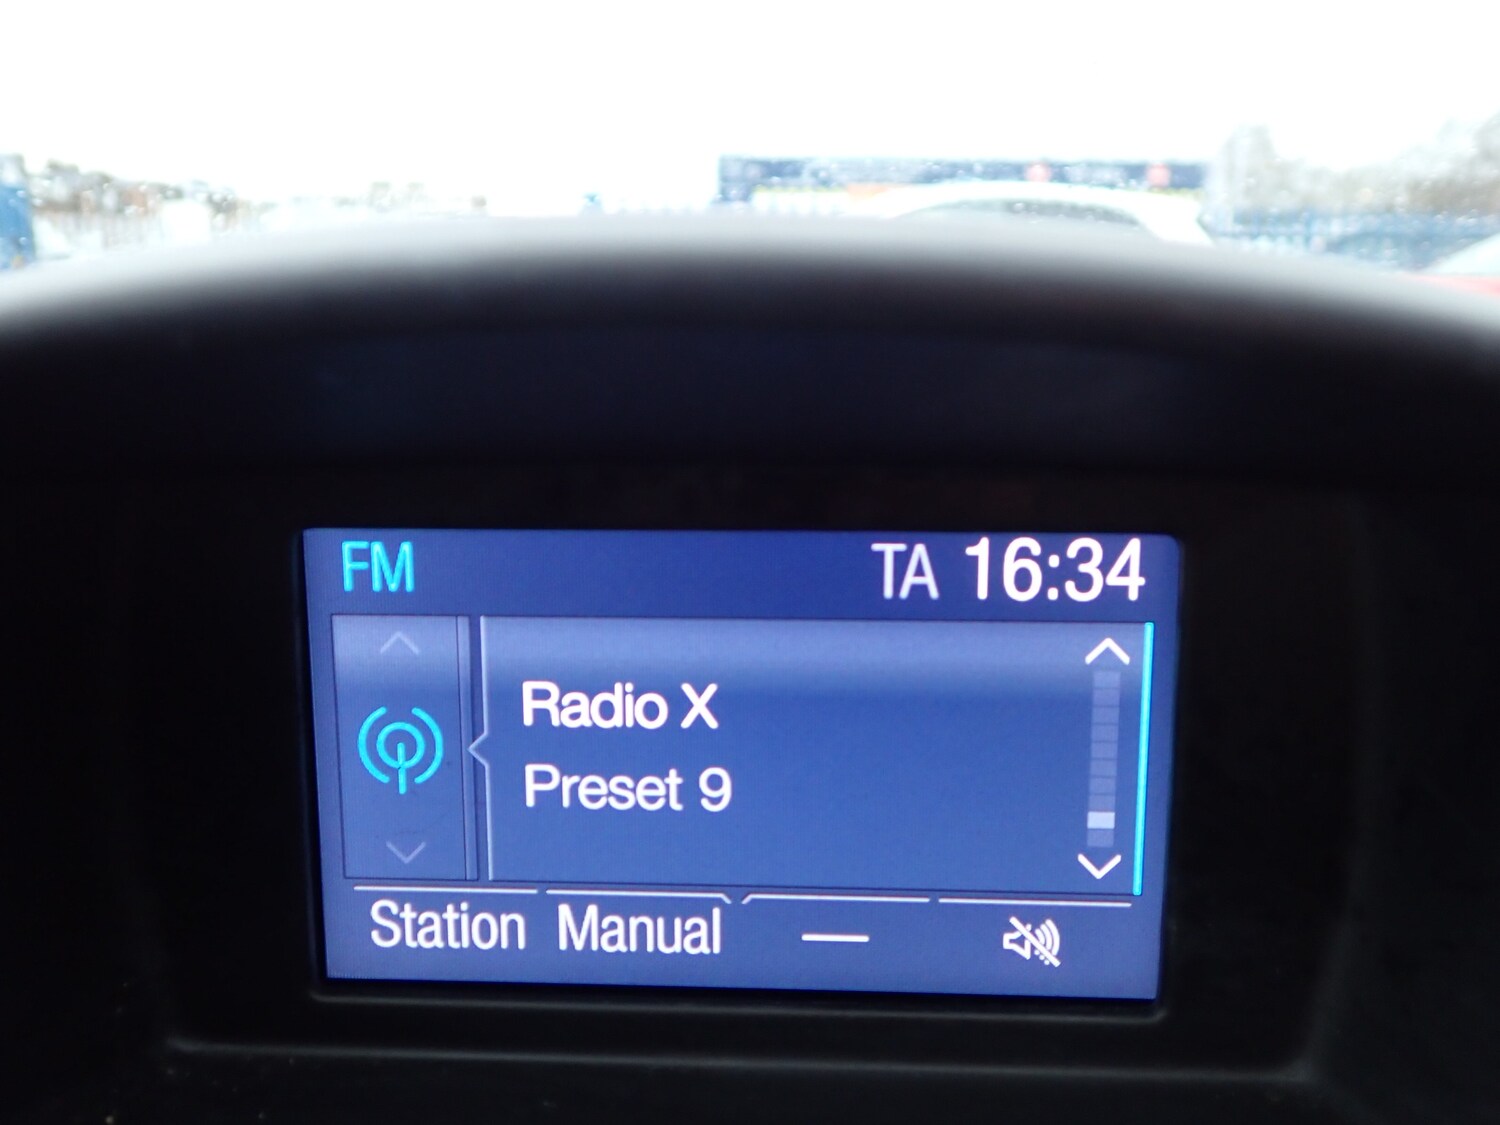 FM TA 16:34
Radio X
Preset 9
Station Manual